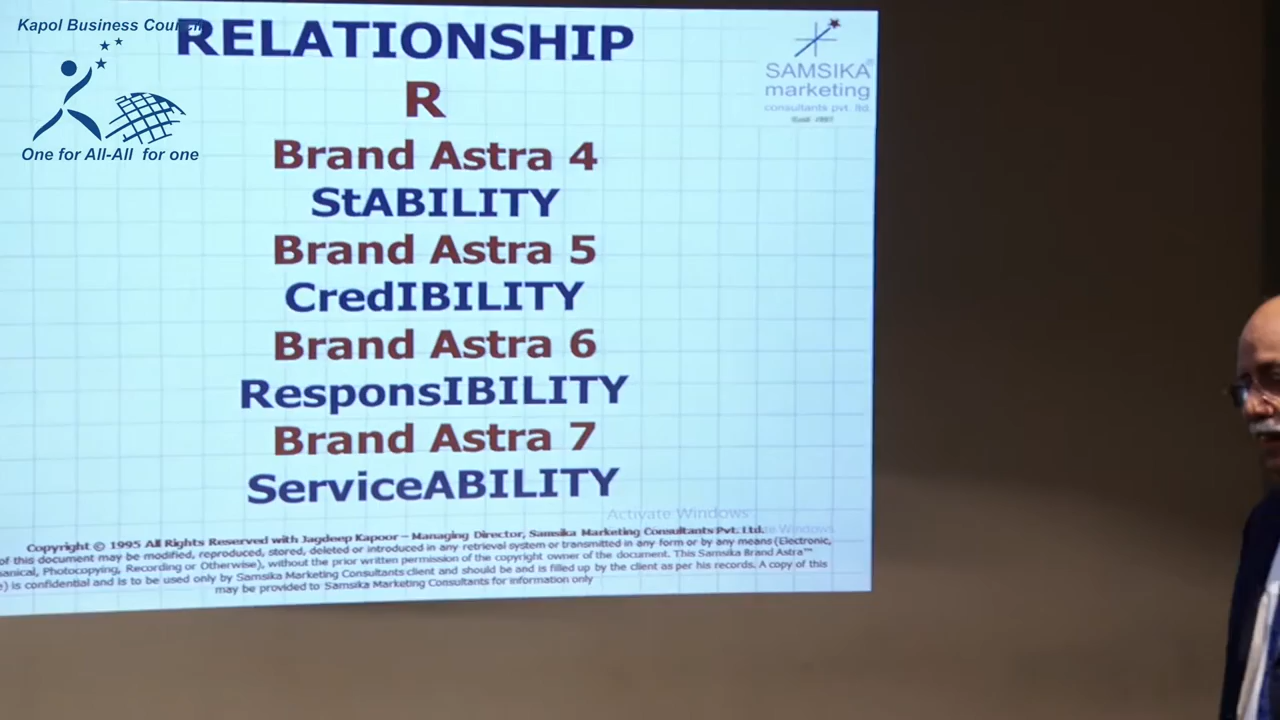 Kapol Business Council
RELATIONSHIP
R
Brand Astra 4
StABILITY
Brand Astra 5
CredIBILITY
Brand Astra 6
ResponsIBILITY
Brand Astra 7
ServiceABILITY
SAMSIKA®
marketing
consultants pvt. ltd.
One for All-All for one
Activate Windows
Copyright © 1995 All Rights Reserved with Jagdeep Kapoor – Managing Director, Samsika Marketing Consultants Pvt. Ltd.
of this document may be modified, reproduced, stored, deleted or introduced in any retrieval system or transmitted in any form or by any means (Electronic,
Photocopying, Recording or Otherwise), without the prior written permission of the copyright owner of the document. This Samsika Brand Astra™
is confidential and is to be used only by Samsika Marketing Consultants client and should be and is filled up by the client as per his records. A copy of this
may be provided to Samsika Marketing Consultants for information only